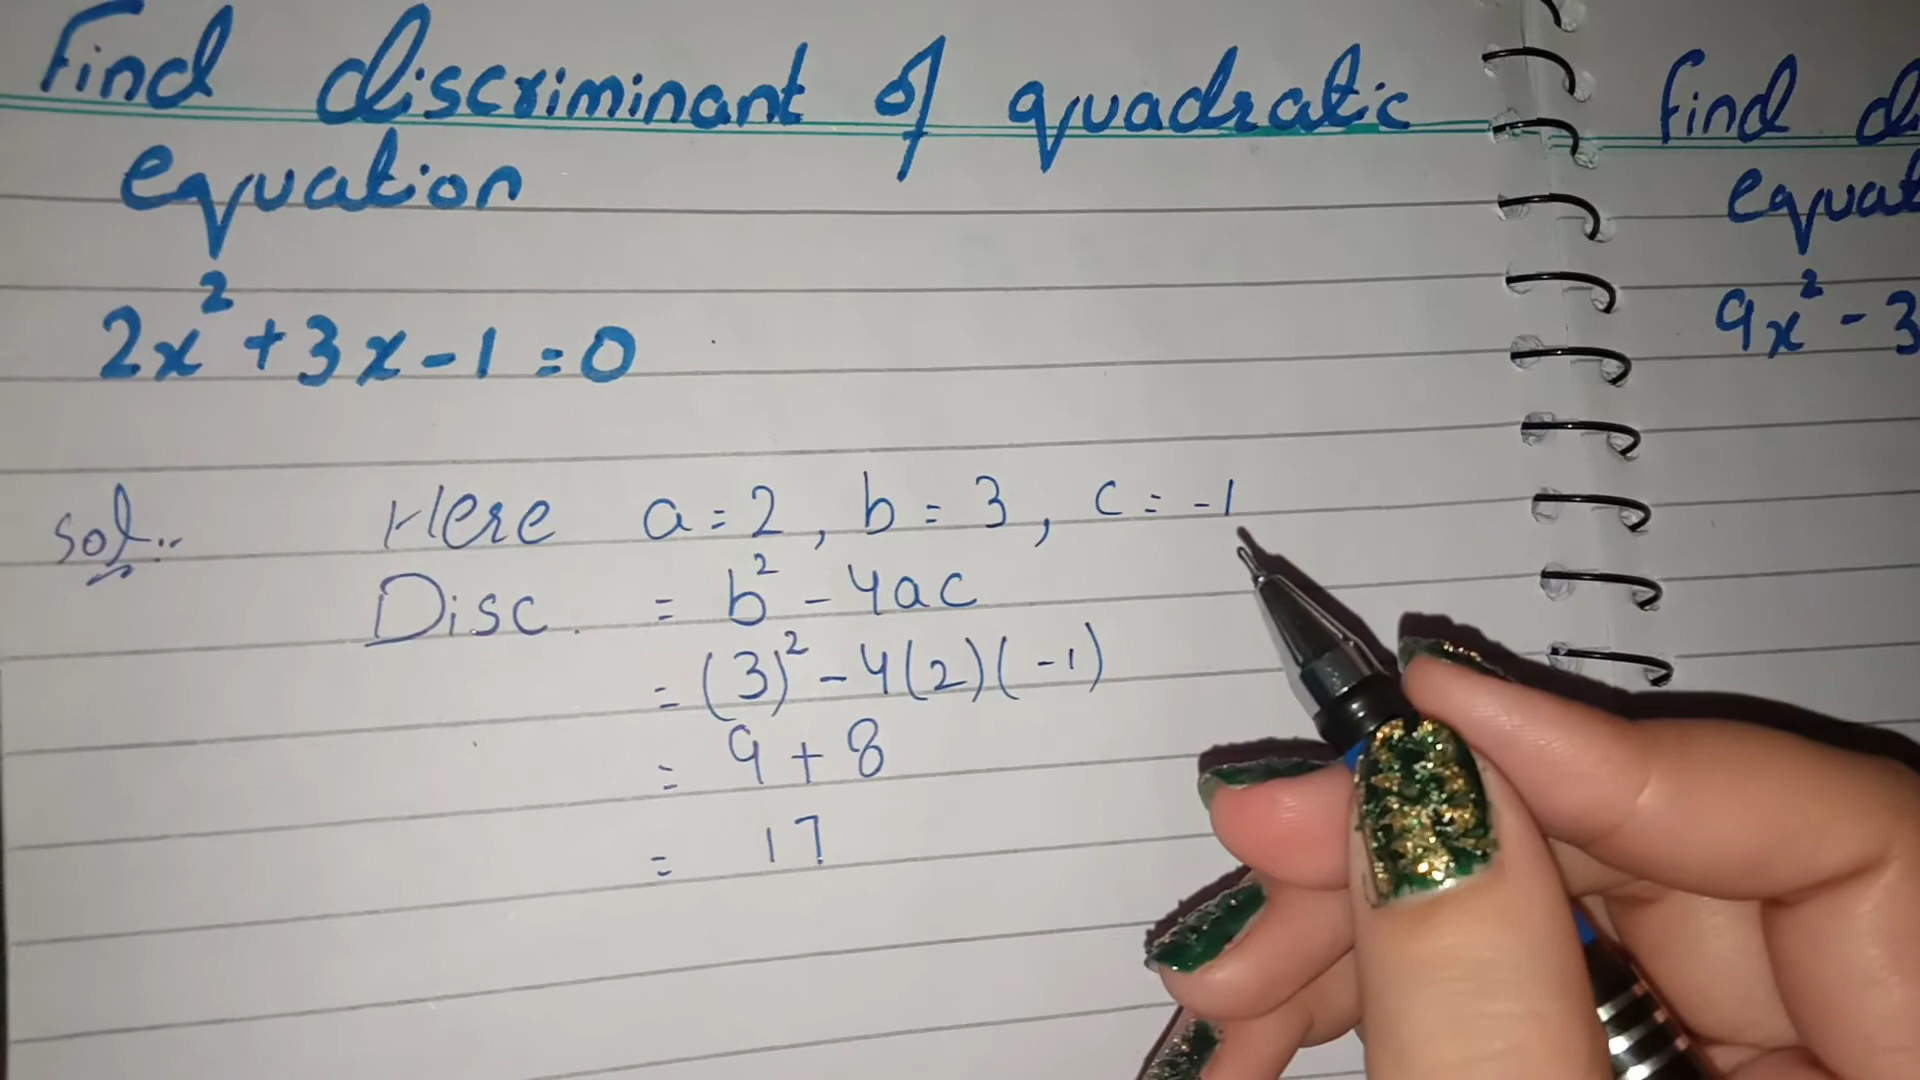 Find discriminant of quadratic
equation
2x² + 3x - 1 = 0
Sol:-
Here a = 2, b = 3, c = -1
Disc. = b² - 4ac
= (3)² - 4(2)(-1)
= 9 + 8
= 17
Find
9x² - 3